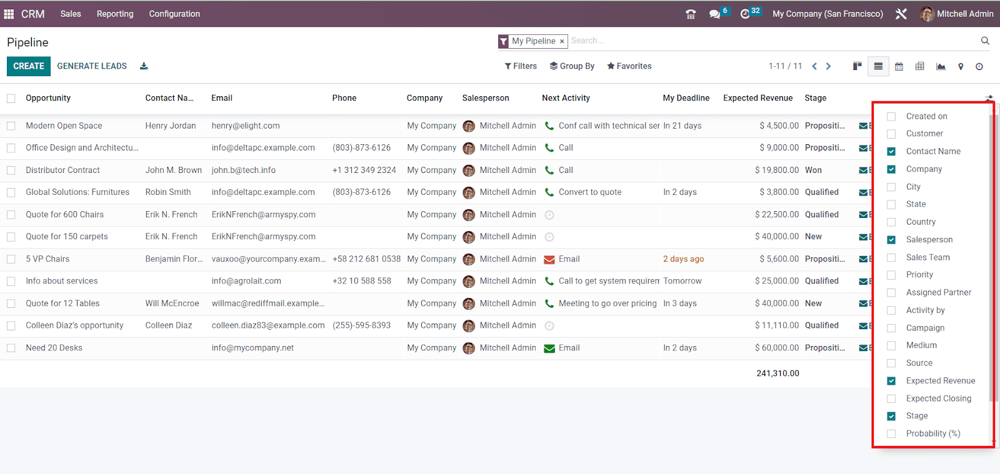 CRM Sales Reporting Configuration 6 32 My Company (San Francisco) Mitchell Admin
Pipeline My Pipeline × Search...
CREATE GENERATE LEADS Filters Group By Favorites 1-11 / 11
Opportunity Contact Na... Email Phone Company Salesperson Next Activity My Deadline Expected Revenue Stage
Modern Open Space Henry Jordan henry@elight.com My Company Mitchell Admin Conf call with technical ser In 21 days $ 4,500.00 Propositi...
Office Design and Architectu... info@deltapc.example.com (803)-873-6126 My Company Mitchell Admin Call $ 9,000.00 Propositi...
Distributor Contract John M. Brown john.b@tech.info +1 312 349 2324 My Company Mitchell Admin Call $ 19,800.00 Won
Global Solutions: Furnitures Robin Smith info@deltapc.example.com (803)-873-6126 My Company Mitchell Admin Convert to quote In 2 days $ 3,800.00 Qualified
Quote for 600 Chairs Erik N. French ErikNFrench@armyspy.com My Company Mitchell Admin $ 22,500.00 Qualified
Quote for 150 carpets Erik N. French ErikNFrench@armyspy.com My Company Mitchell Admin $ 40,000.00 New
5 VP Chairs Benjamin Flor... vauxoo@yourcompany.exam... +58 212 681 0538 My Company Mitchell Admin Email 2 days ago $ 5,600.00 Propositi...
Info about services info@agrolait.com +32 10 588 558 My Company Mitchell Admin Call to get system requirem Tomorrow $ 25,000.00 Qualified
Quote for 12 Tables Will McEncroe willmac@rediffmail.example... My Company Mitchell Admin Meeting to go over pricing In 3 days $ 40,000.00 New
Colleen Diaz's opportunity Colleen Diaz colleen.diaz83@example.com (255)-595-8393 My Company Mitchell Admin $ 11,110.00 Qualified
Need 20 Desks info@mycompany.net My Company Mitchell Admin Email In 2 days $ 60,000.00 Propositi...
241,310.00
Created on
Customer
Contact Name
Company
City
State
Country
Salesperson
Sales Team
Priority
Assigned Partner
Activity by
Campaign
Medium
Source
Expected Revenue
Expected Closing
Stage
Probability (%)